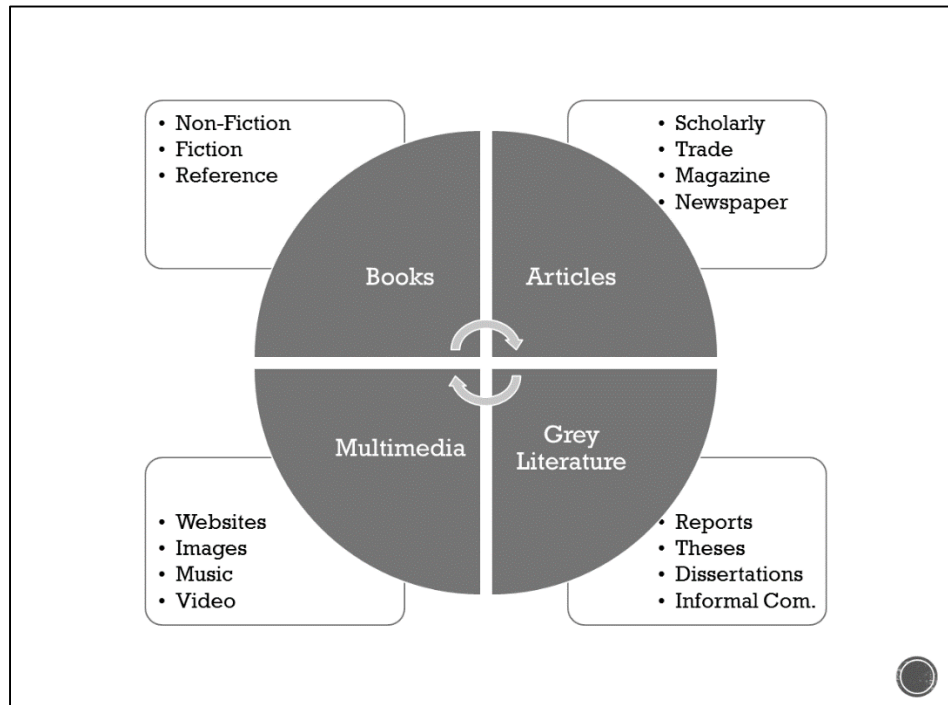 • Non-Fiction
• Fiction
• Reference
• Scholarly
• Trade
• Magazine
• Newspaper
Books
Articles
Multimedia
Grey
Literature
• Websites
• Images
• Music
• Video
• Reports
• Theses
• Dissertations
• Informal Com.